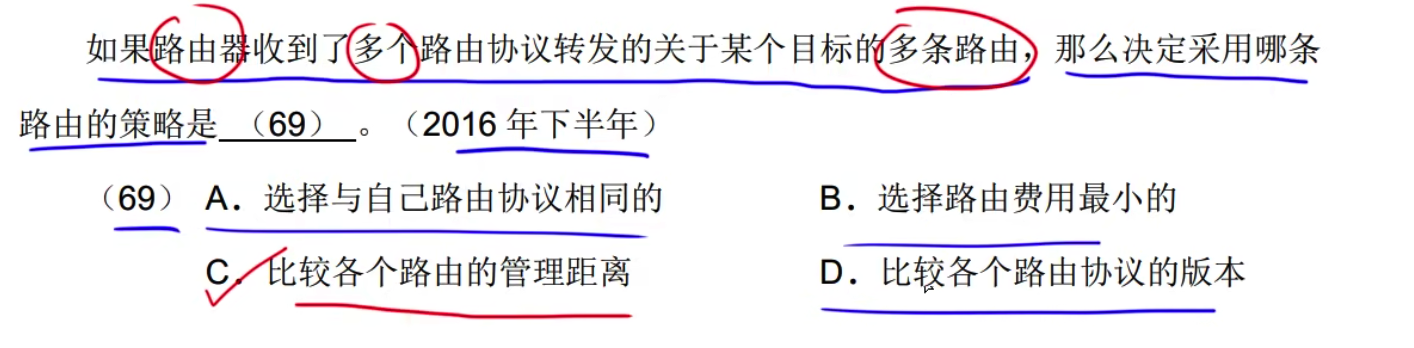 如果路由器收到了多个路由协议转发的关于某个目标的多条路由，那么决定采用哪条
路由的策略是 （69） 。（2016 年下半年）
（69） A．选择与自己路由协议相同的 B．选择路由费用最小的
C．比较各个路由的管理距离 D．比较各个路由协议的版本